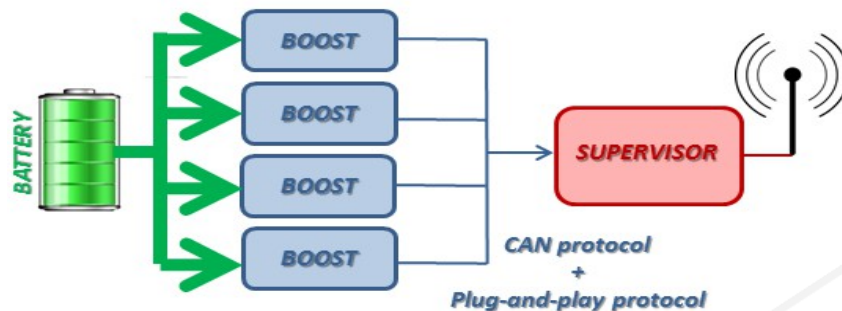 BATTERY
BOOST
BOOST
BOOST
BOOST
SUPERVISOR
CAN protocol
+
Plug-and-play protocol